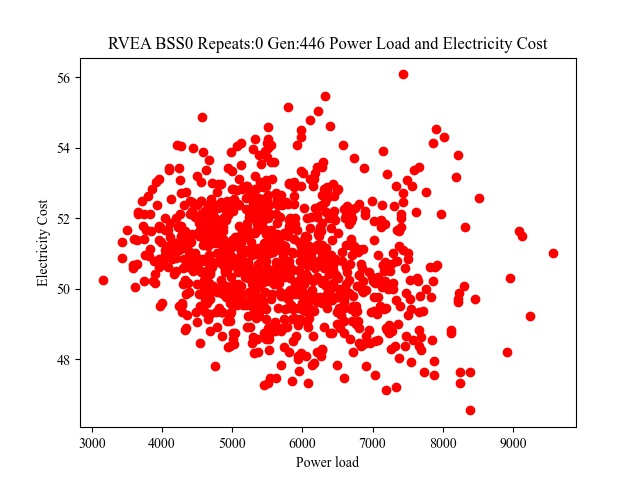 RVEA BSS0 Repeats:0 Gen:446 Power Load and Electricity Cost
56
54
52
50
48
Electricity Cost
3000 4000 5000 6000 7000 8000 9000
Power load